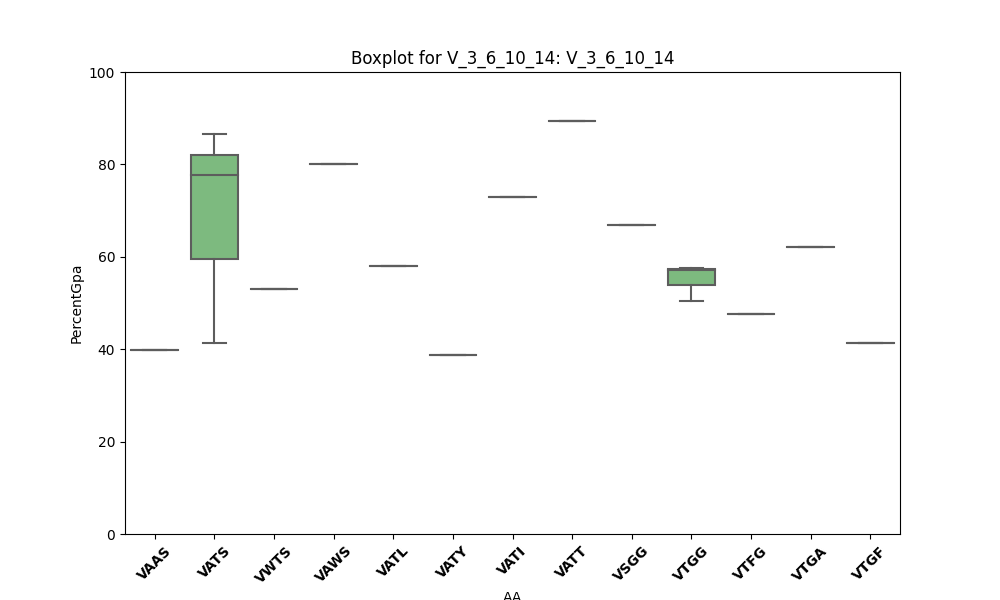 Boxplot for V_3_6_10_14: V_3_6_10_14
100
80
60
40
20
0
PercentGpa
VAAS
VATS
VWTS
VAWS
VATL
VATY
VATI
VATT
VSGG
VTGG
VTFG
VTGA
VTGF
AA